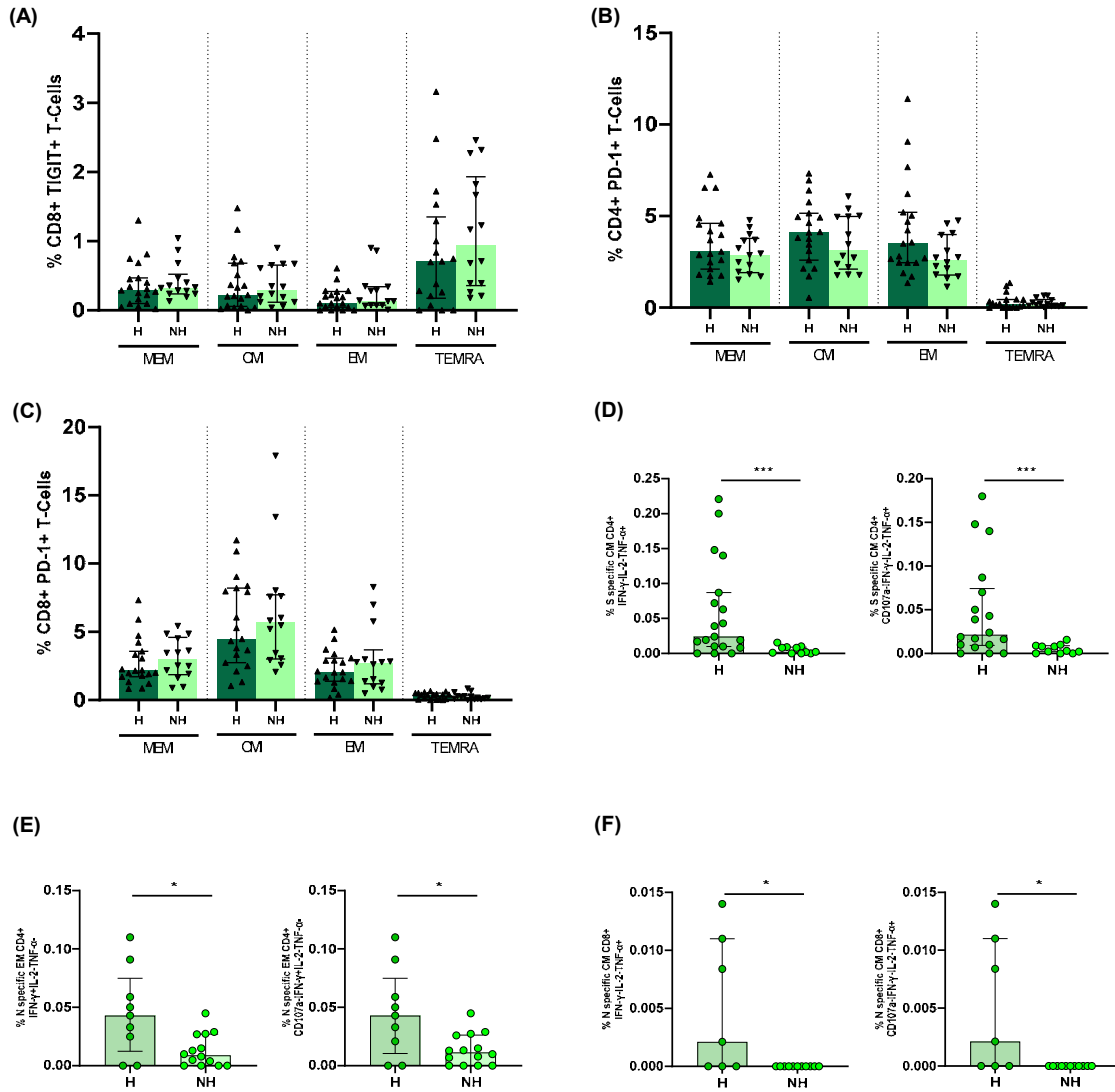 (A)
% CD8+ TIGIT+ T-Cells
4
3
2
1
0
H NH H NH H NH H NH
MEM CM EM TEMRA
(B)
% CD4+ PD-1+ T-Cells
15
10
5
0
H NH H NH H NH H NH
MEM CM EM TEMRA
(C)
% CD8+ PD-1+ T-Cells
20
15
10
5
0
H NH H NH H NH H NH
MEM CM EM TEMRA
(D)
% S specific CM CD4+
IFN-γ-IL-2-TNF-α+
0.25
0.20
0.15
0.10
0.05
0.00
***
H NH
% S specific CM CD4+
CD107a-IFN-γ-IL-2-TNF-α+
0.20
0.15
0.10
0.05
0.00
***
H NH
(E)
% N specific EM CD4+
IFN-γ+IL-2-TNF-α-
0.15
0.10
0.05
0.00
*
H NH
% N specific EM CD4+
CD107a-IFN-γ+IL-2-TNF-α-
0.15
0.10
0.05
0.00
*
H NH
(F)
% N specific CM CD8+
IFN-γ-IL-2-TNF-α+
0.015
0.010
0.005
0.000
*
H NH
% N specific CM CD8+
CD107a-IFN-γ-IL-2-TNF-α+
0.015
0.010
0.005
0.000
*
H NH